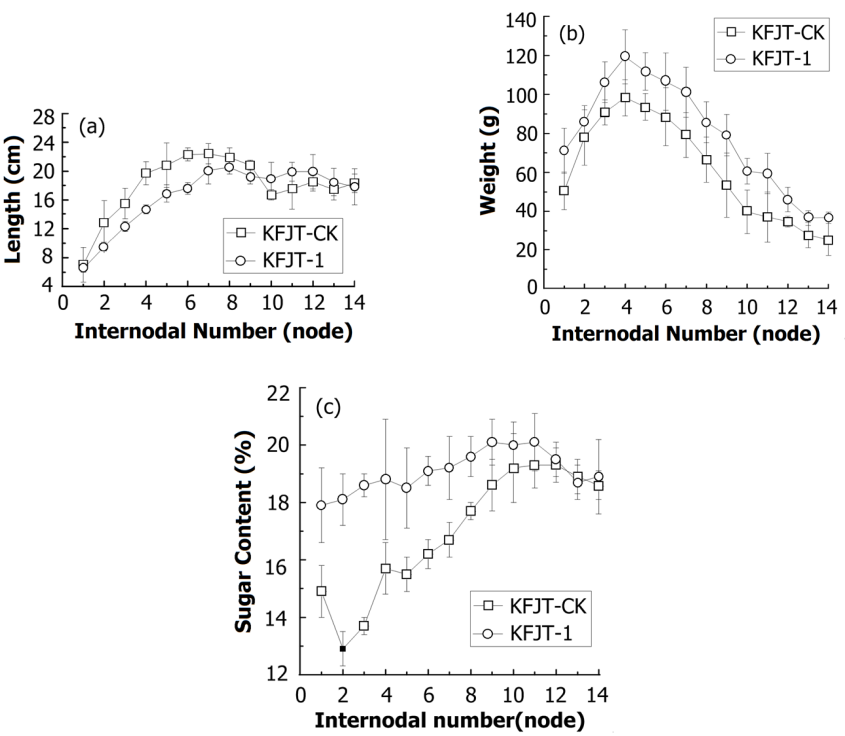 (a)
28
24
20
16
12
8
4
Length (cm)
KFJT-CK
KFJT-1
0 2 4 6 8 10 12 14
Internodal Number (node)
(b)
140
120
100
80
60
40
20
0
Weight (g)
KFJT-CK
KFJT-1
0 2 4 6 8 10 12 14
Internodal Number (node)
(c)
22
20
18
16
14
12
Sugar Content (%)
KFJT-CK
KFJT-1
0 2 4 6 8 10 12 14
Internodal number(node)